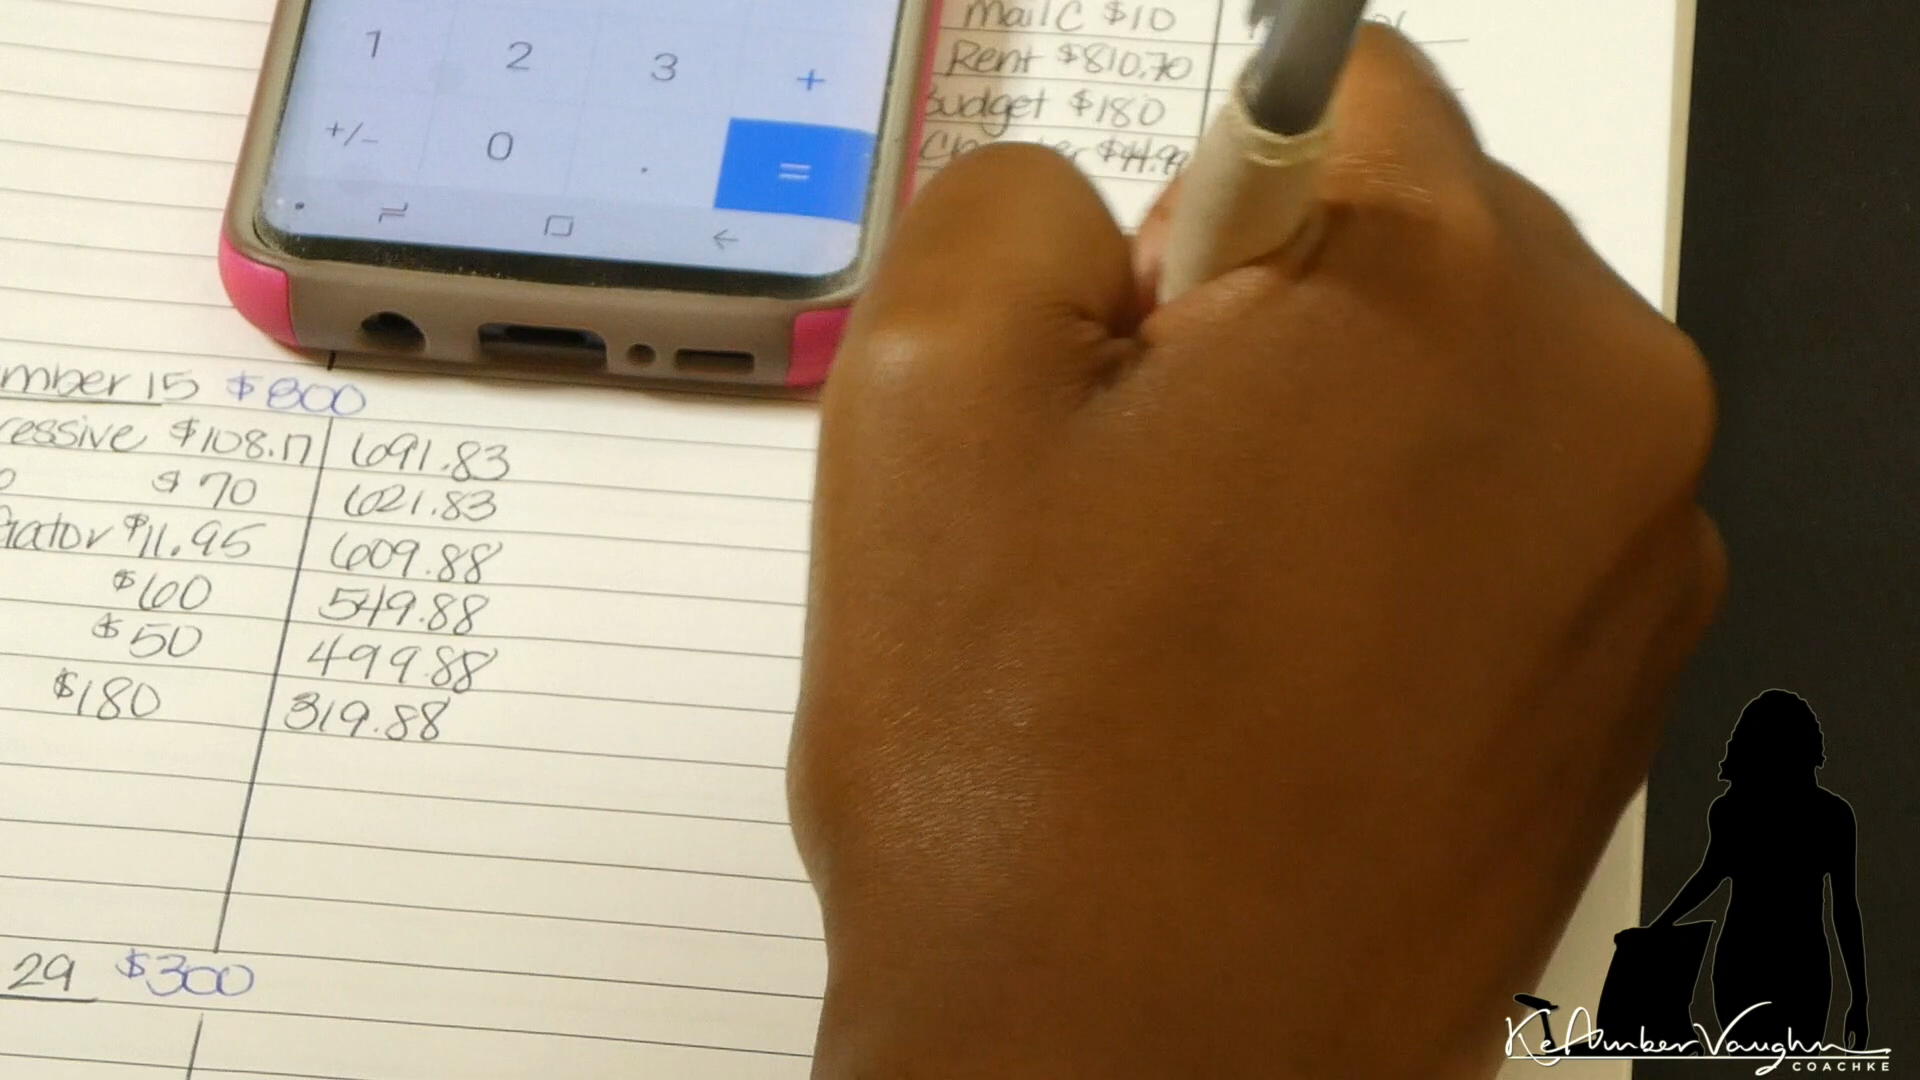 1 2 3 +
+/- 0 . =
mailC $10
Rent $810.70
Budget $180
$44.99
mber 15 $800
ressive $108.17 691.83
$70 621.83
$11.95 609.88
$60 549.88
$50 499.88
$180 319.88
29 $300
KeAmber Vaughn
COACHKE